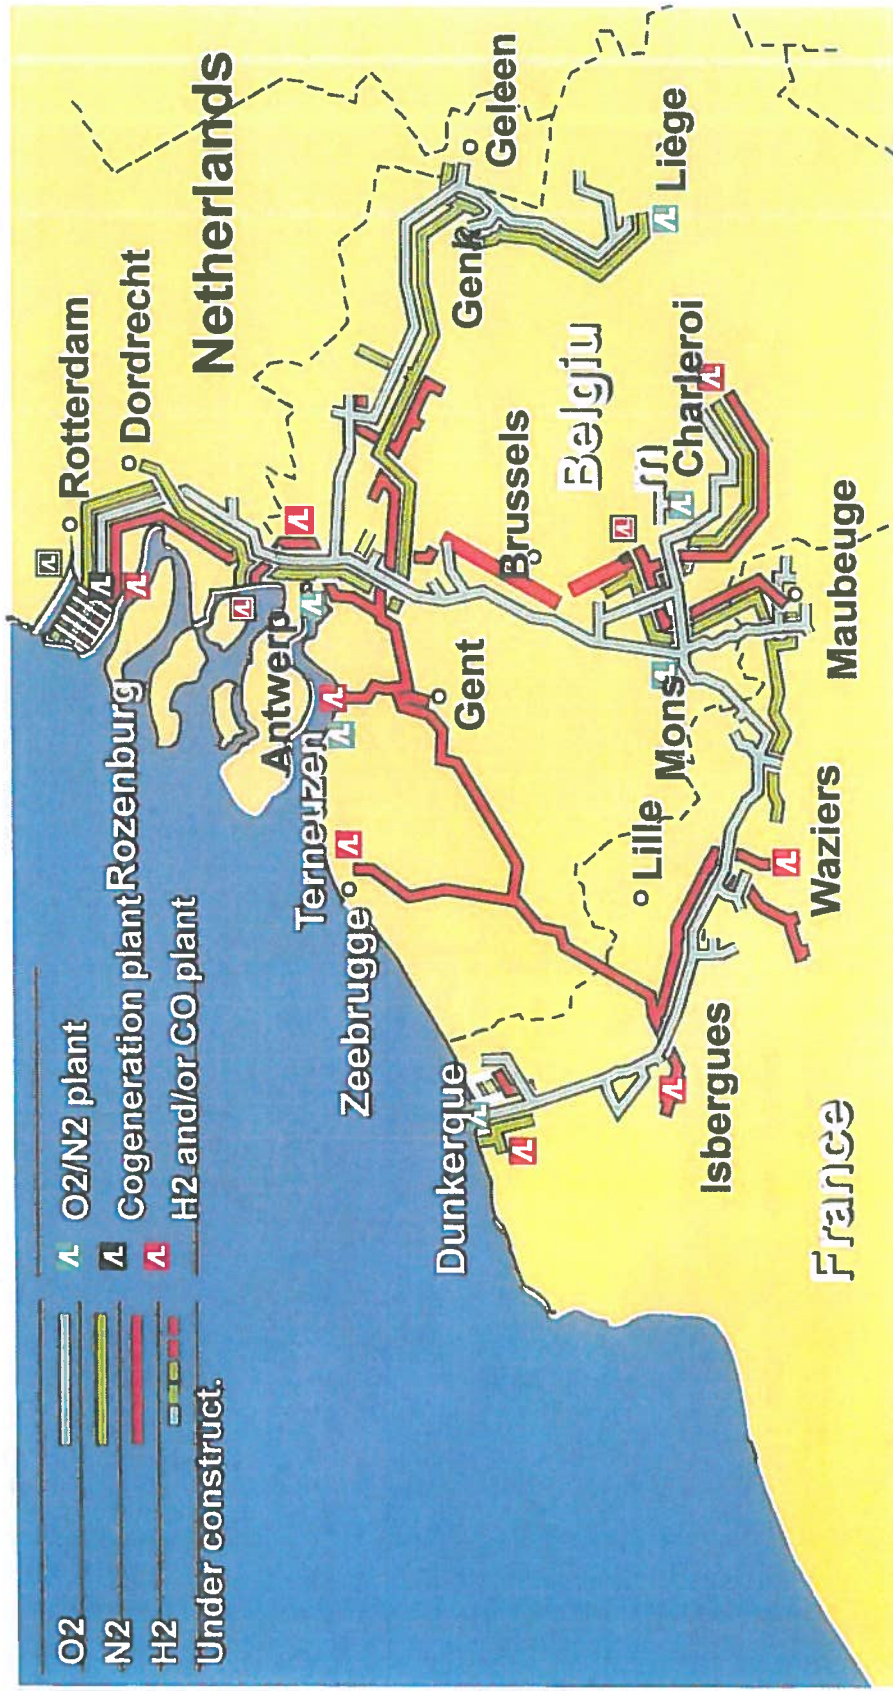 O2
N2
H2
Under construct.
O2/N2 plant
Cogeneration plant
H2 and/or CO plant
Rotterdam
Dordrecht
Netherlands
Rozenburg
Antwerp
Terneuzen
Zeebrugge
Gent
Geleen
Genk
Liège
Brussels
Belgiu
m
Charleroi
Dunkerque
Lille
Mons
Maubeuge
Isbergues
Waziers
France